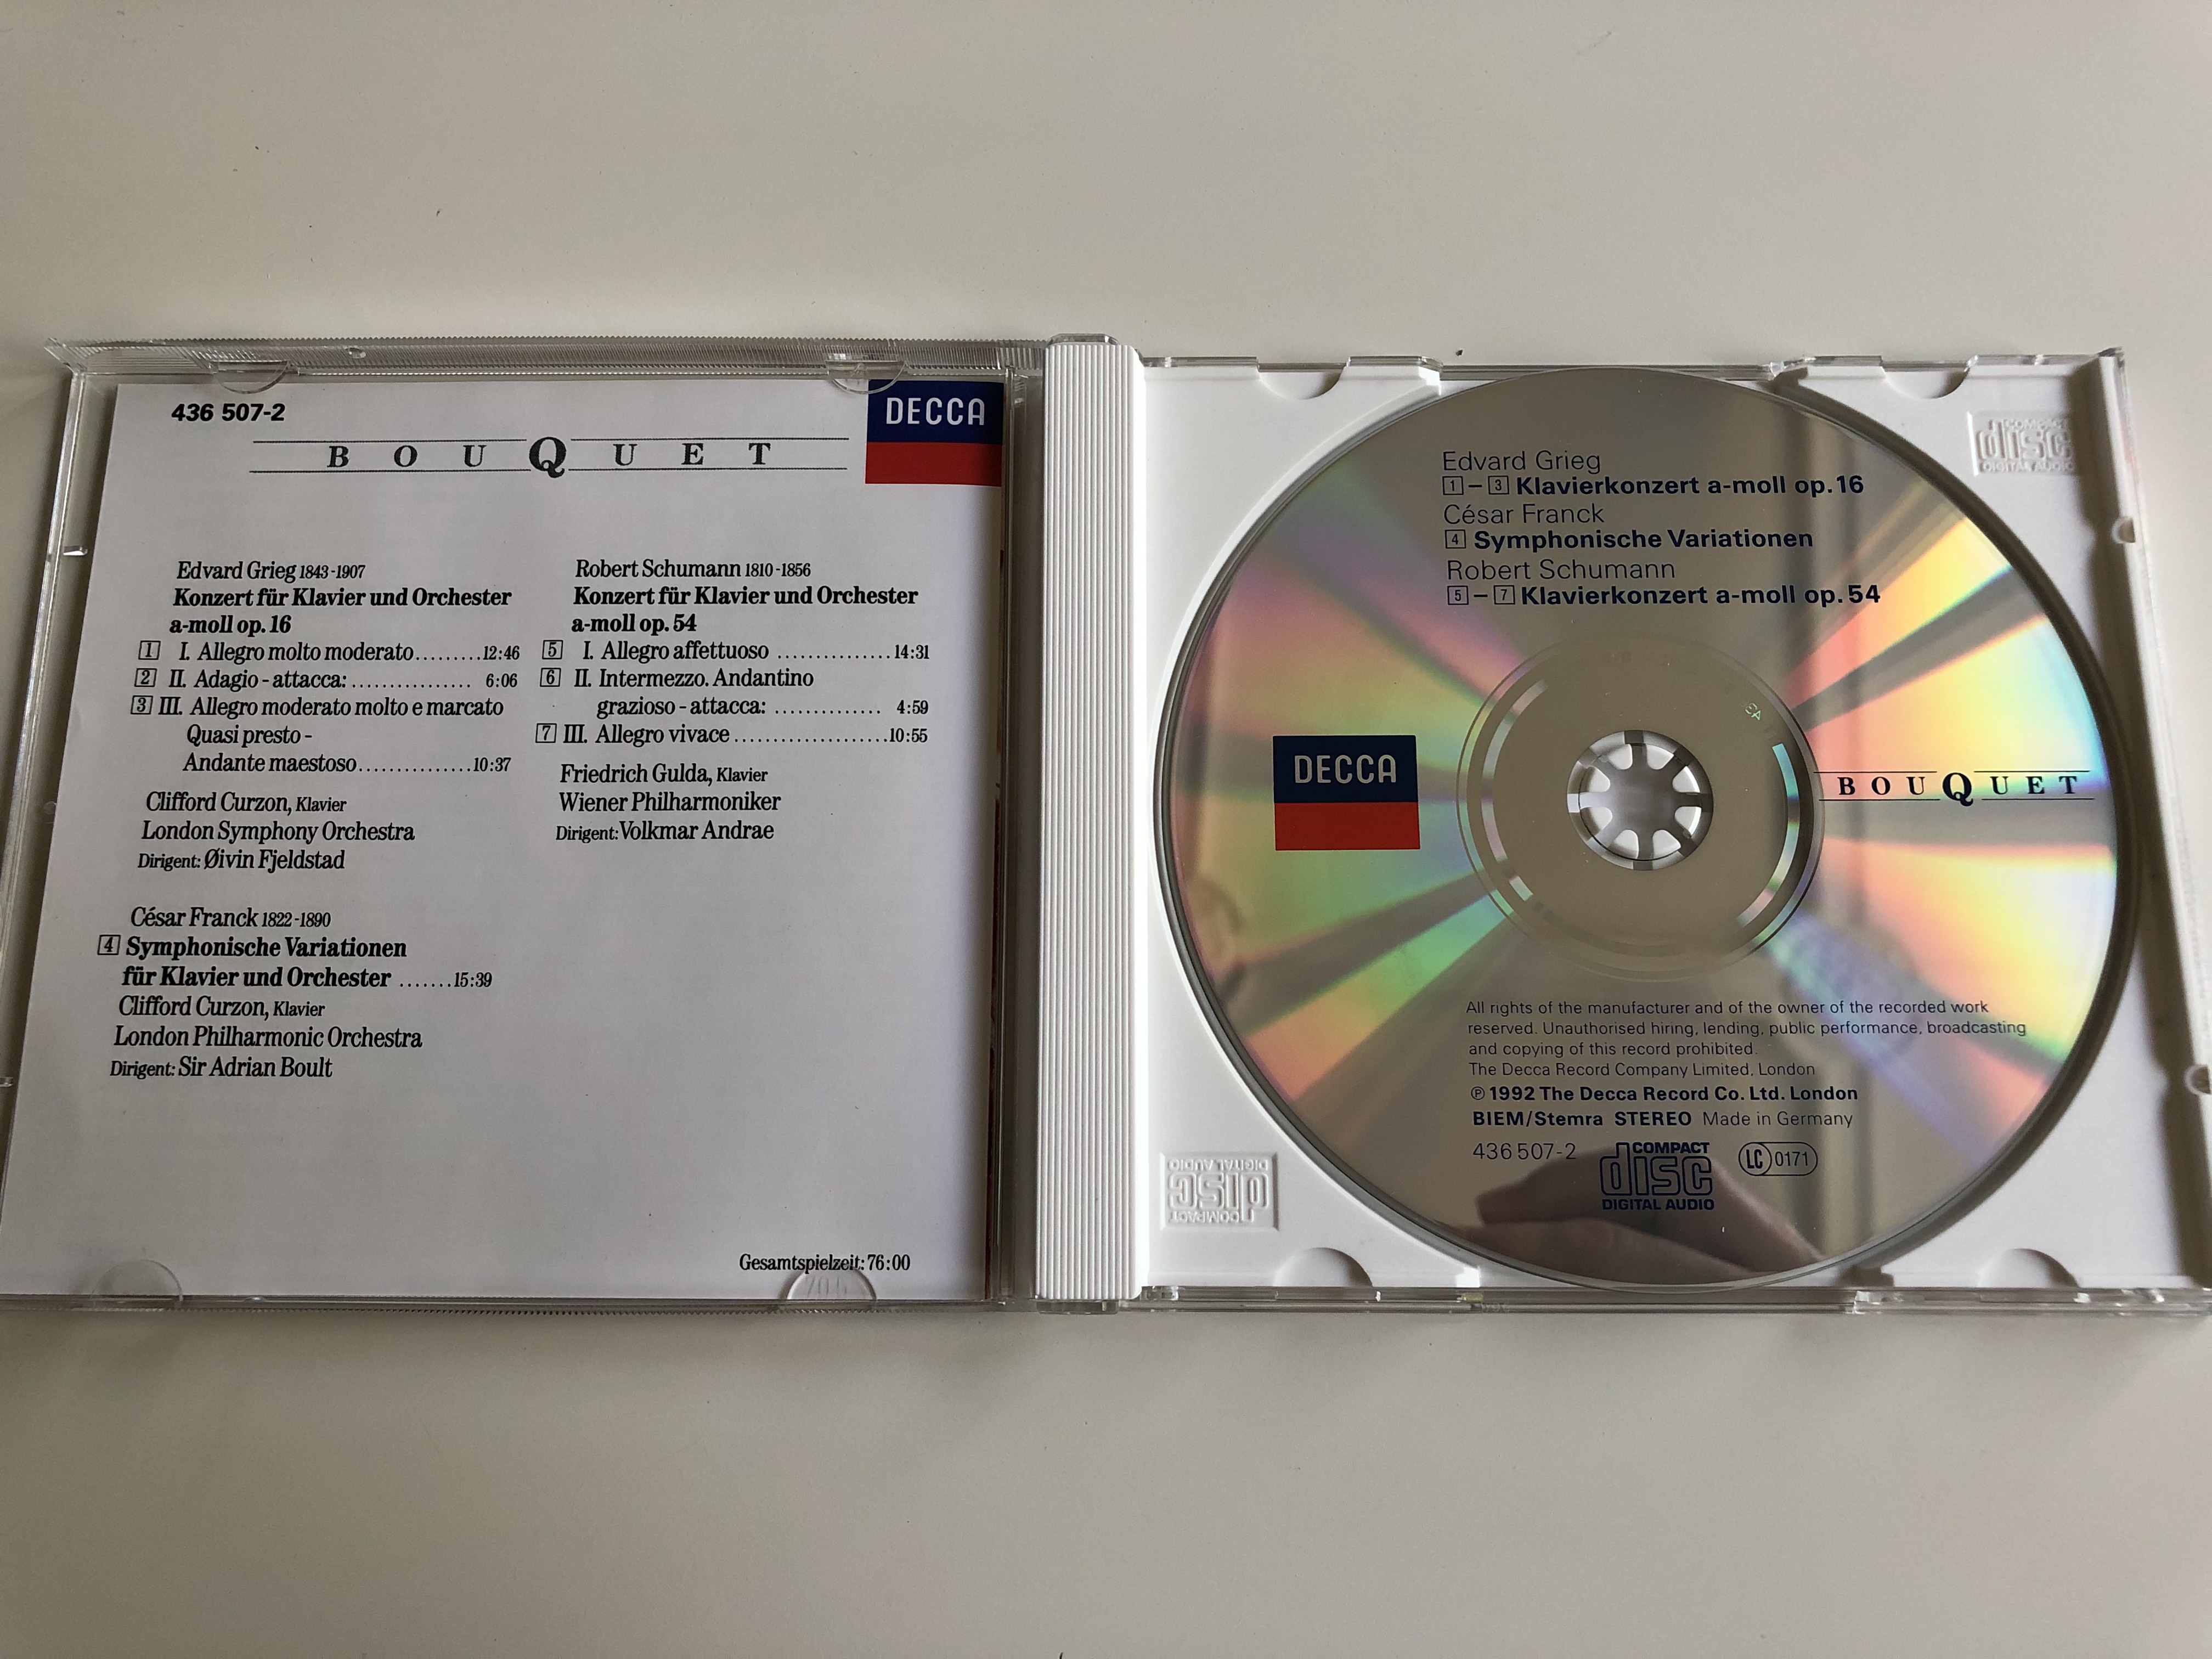 436 507-2
BOUQUET
DECCA
Edvard Grieg 1843-1907
Konzert für Klavier und Orchester
a-moll op. 16
1 I. Allegro molto moderato.........12:46
2 II. Adagio - attacca:................ 6:06
3 III. Allegro moderato molto e marcato
Quasi presto -
Andante maestoso................10:37
Clifford Curzon, Klavier
London Symphony Orchestra
Dirigent: Øivin Fjeldstad
César Franck 1822-1890
4 Symphonische Variationen
für Klavier und Orchester .......15:39
Clifford Curzon, Klavier
London Philharmonic Orchestra
Dirigent: Sir Adrian Boult
Robert Schumann 1810-1856
Konzert für Klavier und Orchester
a-moll op. 54
5 I. Allegro affettuoso ...............14:31
6 II. Intermezzo. Andantino
grazioso - attacca: .............. 4:59
7 III. Allegro vivace....................10:55
Friedrich Gulda, Klavier
Wiener Philharmoniker
Dirigent: Volkmar Andrae
Gesamtspielzeit: 76:00
Edvard Grieg
1 – 3 Klavierkonzert a-moll op. 16
César Franck
4 Symphonische Variationen
Robert Schumann
5 – 7 Klavierkonzert a-moll op. 54
DECCA
BOUQUET
All rights of the manufacturer and of the owner of the recorded work
reserved. Unauthorised hiring, lending, public performance, broadcasting
and copying of this record prohibited.
The Decca Record Company Limited, London
℗ 1992 The Decca Record Co. Ltd. London
BIEM/Stemra STEREO Made in Germany
436 507-2
COMPACT
disc
DIGITAL AUDIO
LC 0171
COMPACT
disc
DIGITAL AUDIO
COMPACT
disc
DIGITAL AUDIO